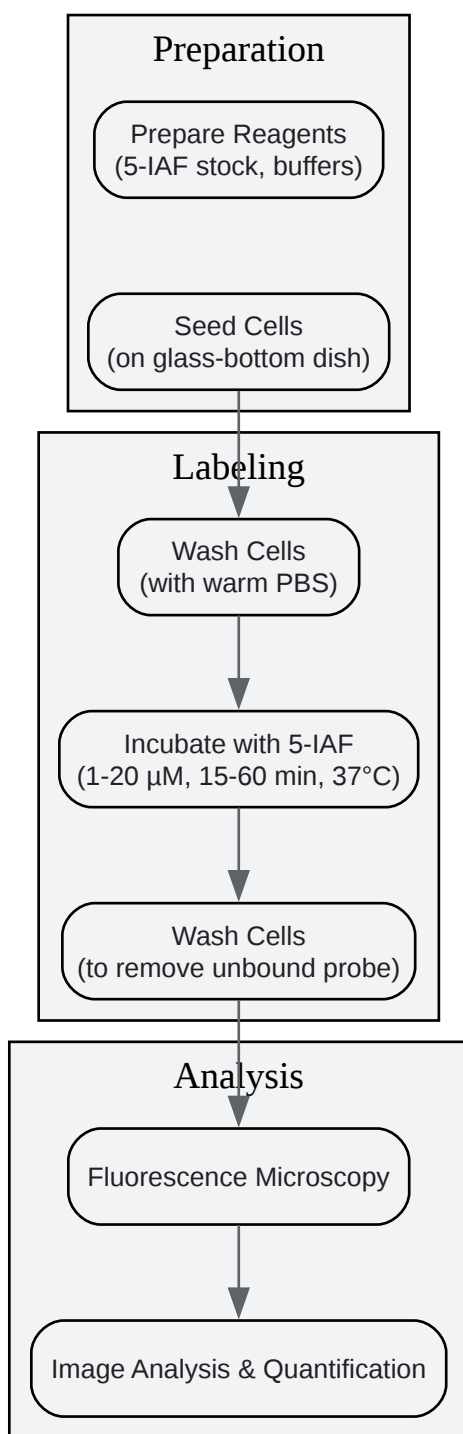 Preparation
Prepare Reagents
(5-IAF stock, buffers)
Seed Cells
(on glass-bottom dish)
Labeling
Wash Cells
(with warm PBS)
Incubate with 5-IAF
(1-20 µM, 15-60 min, 37°C)
Wash Cells
(to remove unbound probe)
Analysis
Fluorescence Microscopy
Image Analysis & Quantification